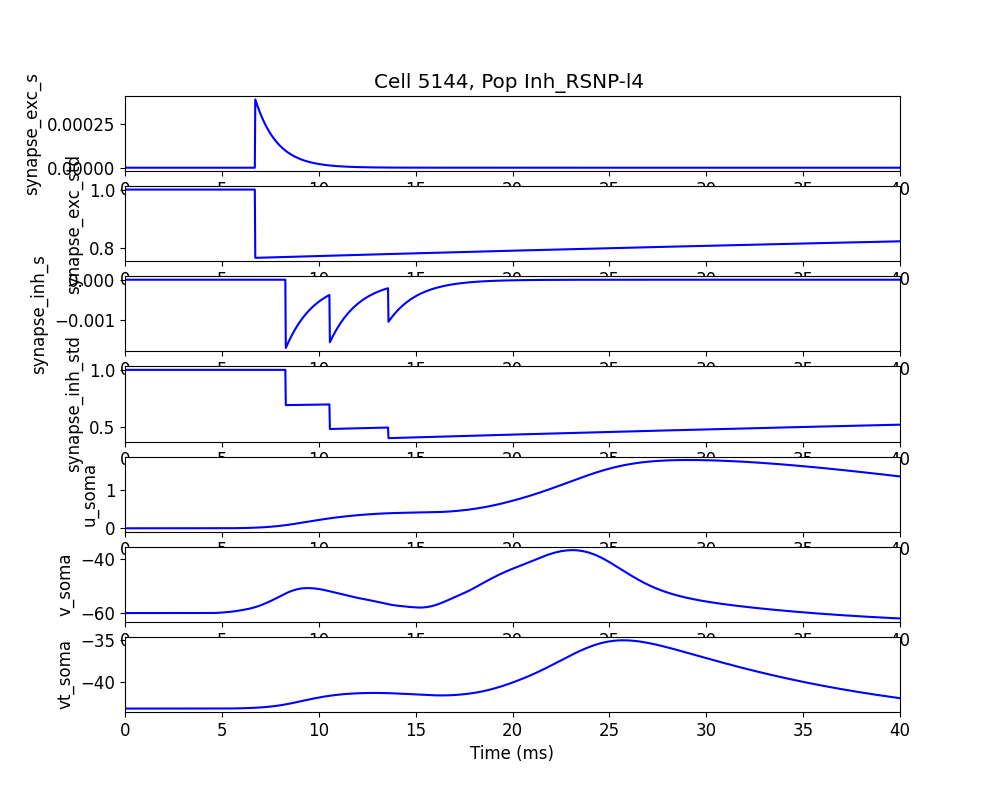 Cell 5144, Pop Inh_RSNP-l4
synapse_exc_s
0.00025
0.00000
synapse_exc_std
1.0
0.8
synapse_inh_s
0.000
−0.001
synapse_inh_std
1.0
0.5
u_soma
1
0
v_soma
−40
−60
vt_soma
−35
−40
0 5 10 15 20 25 30 35 40
Time (ms)